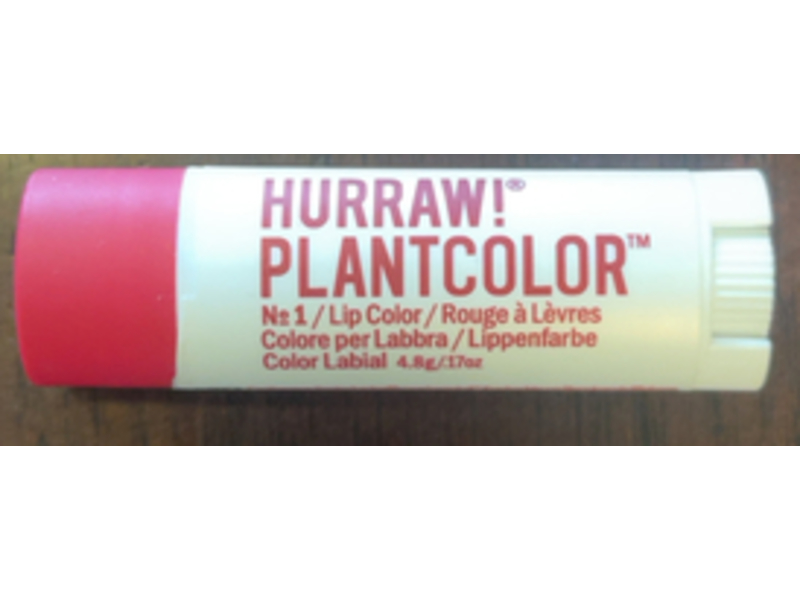 HURRAW!®
PLANTCOLOR™
№ 1 / Lip Color / Rouge à Lèvres
Colore per Labbra / Lippenfarbe
Color Labial 4.8g/.17oz